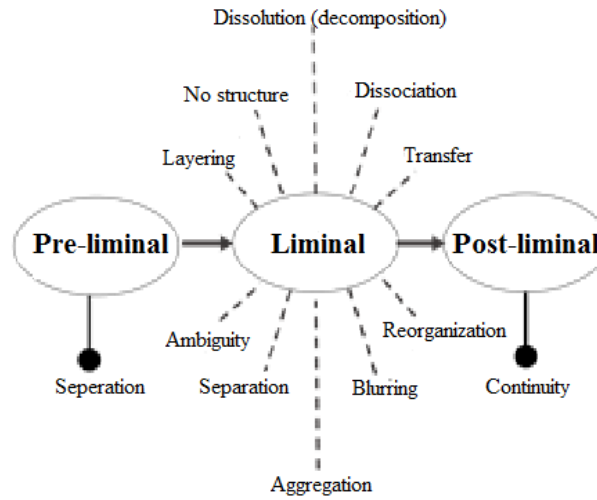 Dissolution (decomposition)
No structure
Dissociation
Layering
Transfer
Pre-liminal
Liminal
Post-liminal
Ambiguity
Reorganization
Seperation
Separation
Blurring
Continuity
Aggregation